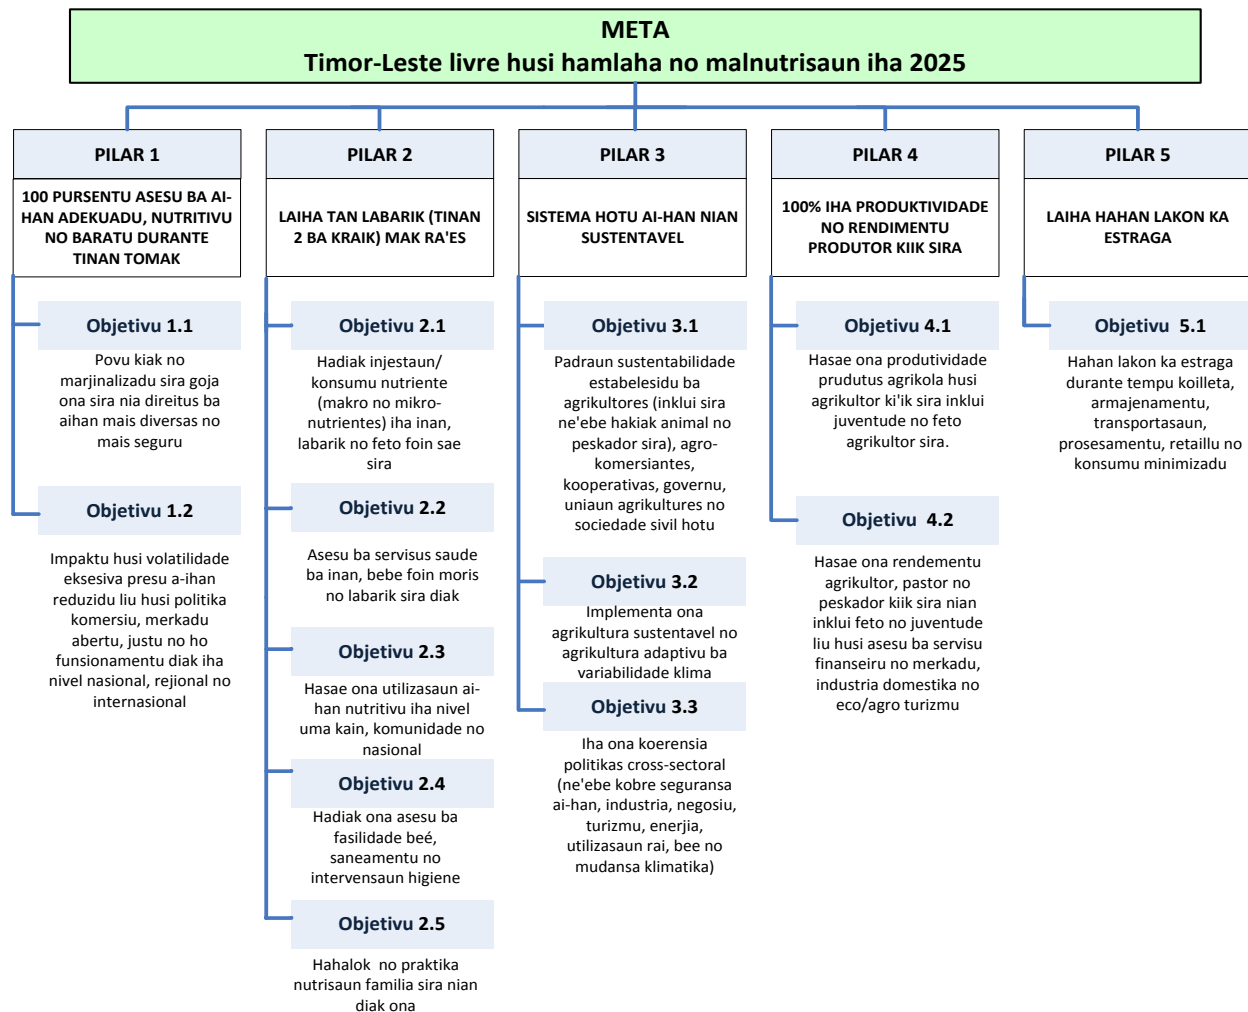 META
Timor-Leste livre husi hamlaha no malnutrisaun iha 2025
PILAR 1
100 PURSENTU ASESU BA AI-
HAN ADEKUADU, NUTRITIVU
NO BARATU DURANTE
TINAN TOMAK
Objetivu 1.1
Povu kiak no
marjinalizadu sira goja
ona sira nia direitus ba
aihan mais diversas no
mais seguru
Objetivu 1.2
Impaktu husi volatilidade
eksesiva presu a-ihan
reduzidu liu husi politika
komersiu, merkadu
abertu, justu no ho
funsionamentu diak iha
nivel nasional, rejional no
internasional
PILAR 2
LAIHA TAN LABARIK (TINAN
2 BA KRAIK) MAK RA'ES
Objetivu 2.1
Hadiak injestaun/
konsumu nutriente
(makro no mikro-
nutrientes) iha inan,
labarik no feto foin sae
sira
Objetivu 2.2
Asesu ba servisus saude
ba inan, bebe foin moris
no labarik sira diak
Objetivu 2.3
Hasae ona utilizasaun ai-
han nutritivu iha nivel
uma kain, komunidade no
nasional
Objetivu 2.4
Hadiak ona asesu ba
fasilidade beé,
saneamentu no
intervensaun higiene
Objetivu 2.5
Hahalok no praktika
nutrisaun familia sira nian
diak ona
PILAR 3
SISTEMA HOTU AI-HAN NIAN
SUSTENTAVEL
Objetivu 3.1
Padraun sustentabilidade
estabelesidu ba
agrikultores (inklui sira
ne'ebe hakiak animal no
peskador sira), agro-
komersiantes,
kooperativas, governu,
uniaun agrikultures no
sociedade sivil hotu
Objetivu 3.2
Implementa ona
agrikultura sustentavel no
agrikultura adaptivu ba
variabilidade klima
Objetivu 3.3
Iha ona koerensia
politikas cross-sectoral
(ne'ebe kobre seguransa
ai-han, industria, negosiu,
turizmu, enerjia,
utilizasaun rai, bee no
mudansa klimatika)
PILAR 4
100% IHA PRODUKTIVIDADE
NO RENDIMENTU
PRODUTOR KIIK SIRA
Objetivu 4.1
Hasae ona produtividade
prudutus agrikola husi
agrikultor ki'ik sira inklui
juventude no feto
agrikultor sira.
Objetivu 4.2
Hasae ona rendementu
agrikultor, pastor no
peskador kiik sira nian
inklui feto no juventude
liu husi asesu ba servisu
finanseiru no merkadu,
industria domestika no
eco/agro turizmu
PILAR 5
LAIHA HAHAN LAKON KA
ESTRAGA
Objetivu 5.1
Hahan lakon ka estraga
durante tempu koilleta,
armajenamentu,
transportasaun,
prosesamentu, retaillu no
konsumu minimizadu